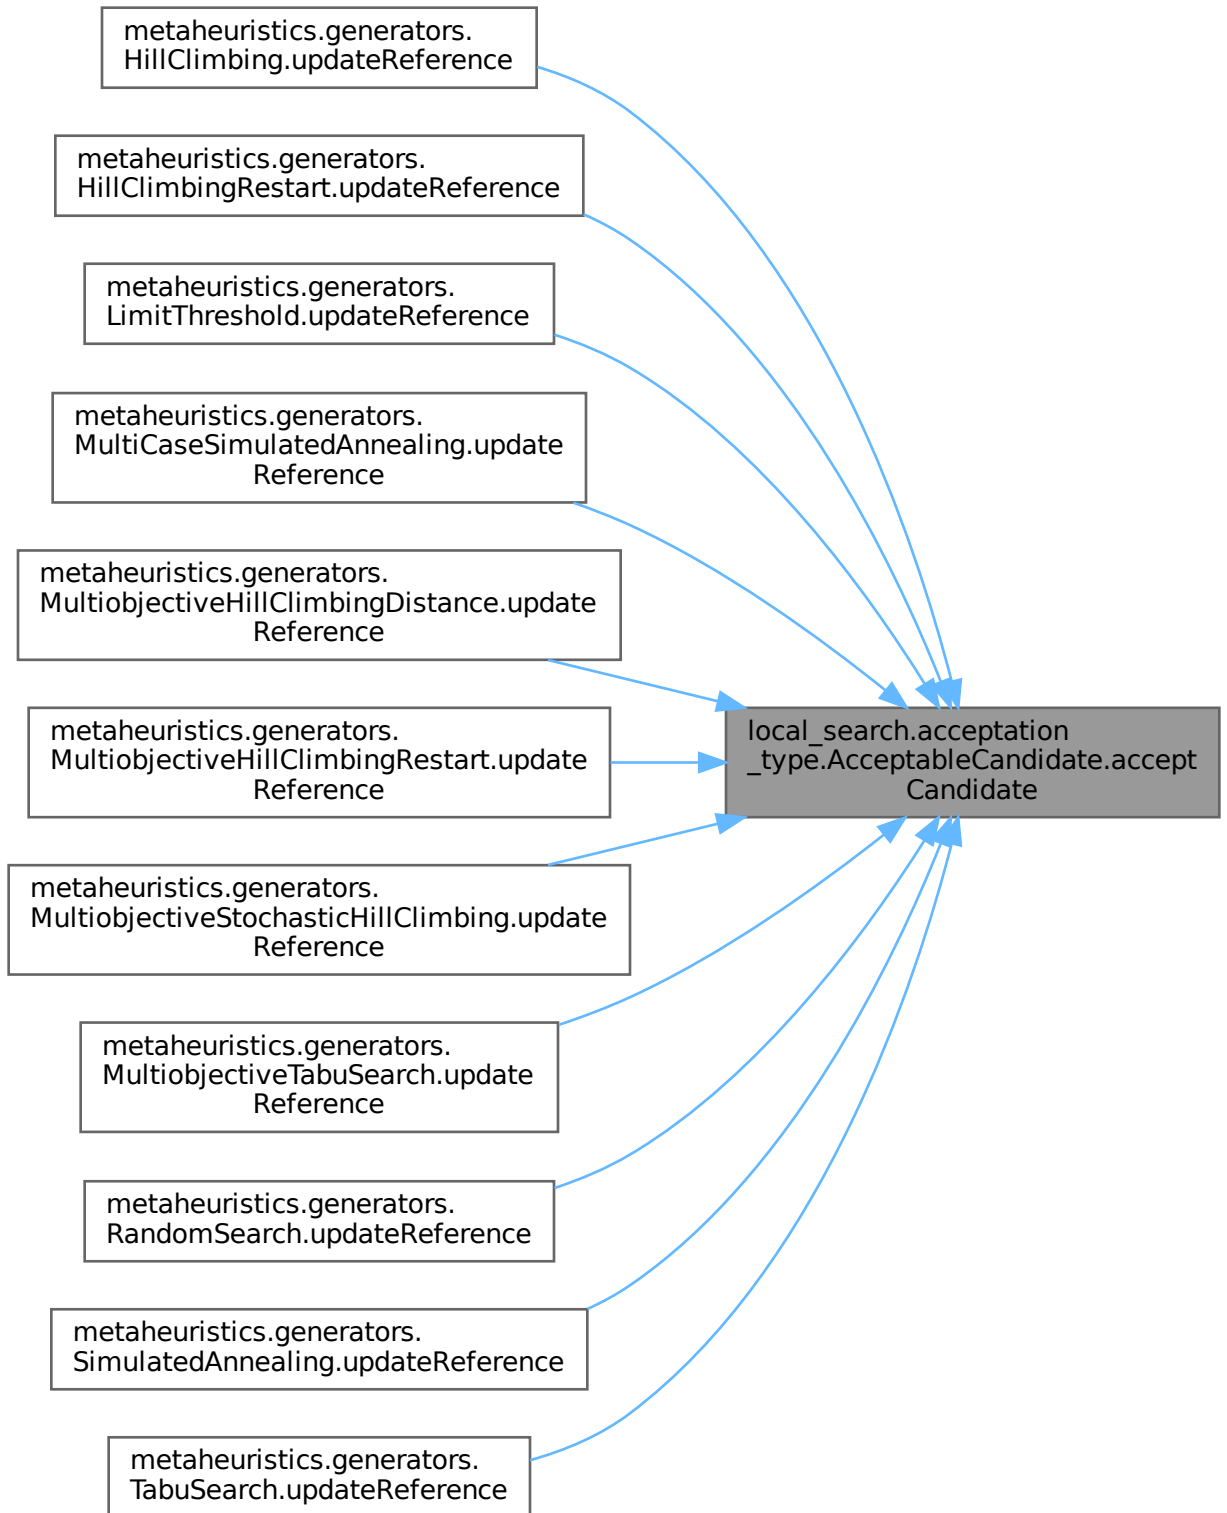 metaheuristics.generators.
HillClimbing.updateReference
metaheuristics.generators.
HillClimbingRestart.updateReference
metaheuristics.generators.
LimitThreshold.updateReference
metaheuristics.generators.
MultiCaseSimulatedAnnealing.update
Reference
metaheuristics.generators.
MultiobjectiveHillClimbingDistance.update
Reference
metaheuristics.generators.
MultiobjectiveHillClimbingRestart.update
Reference
local_search.acceptation
_type.AcceptableCandidate.accept
Candidate
metaheuristics.generators.
MultiobjectiveStochasticHillClimbing.update
Reference
metaheuristics.generators.
MultiobjectiveTabuSearch.update
Reference
metaheuristics.generators.
RandomSearch.updateReference
metaheuristics.generators.
SimulatedAnnealing.updateReference
metaheuristics.generators.
TabuSearch.updateReference